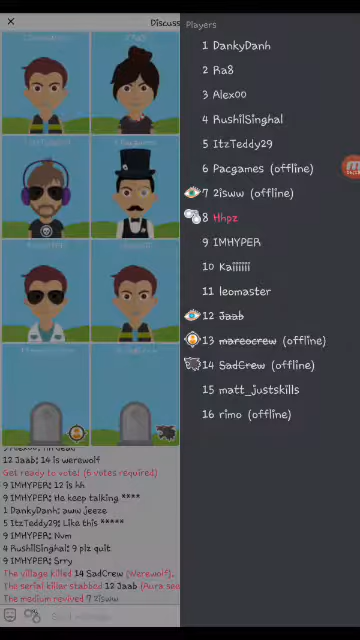 Discuss
Players
1 DankyDanh
2 Ra8
3 Alex00
4 RushilSinghal
5 ItzTeddy29
6 Pacgames (offline)
7 2isww (offline)
8 Hhpz
9 IMHYPER
10 Kaiiiiii
11 leomaster
12 Jaab
13 mareocrew (offline)
14 SadCrew (offline)
15 matt_justskills
16 rimo (offline)
12 Jaab: 14 is werewolf
Get ready to vote! (6 votes required)
9 IMHYPER: 12 is hh
9 IMHYPER: He keep talking ****
1 DankyDanh: aww jeeze
5 ItzTeddy29: Like this *****
9 IMHYPER: Nvm
4 RushilSinghal: 9 plz quit
9 IMHYPER: Srry
The village killed 14 SadCrew (Werewolf).
The serial killer stabbed 12 Jaab (Aura see
The medium revived 7 2isww